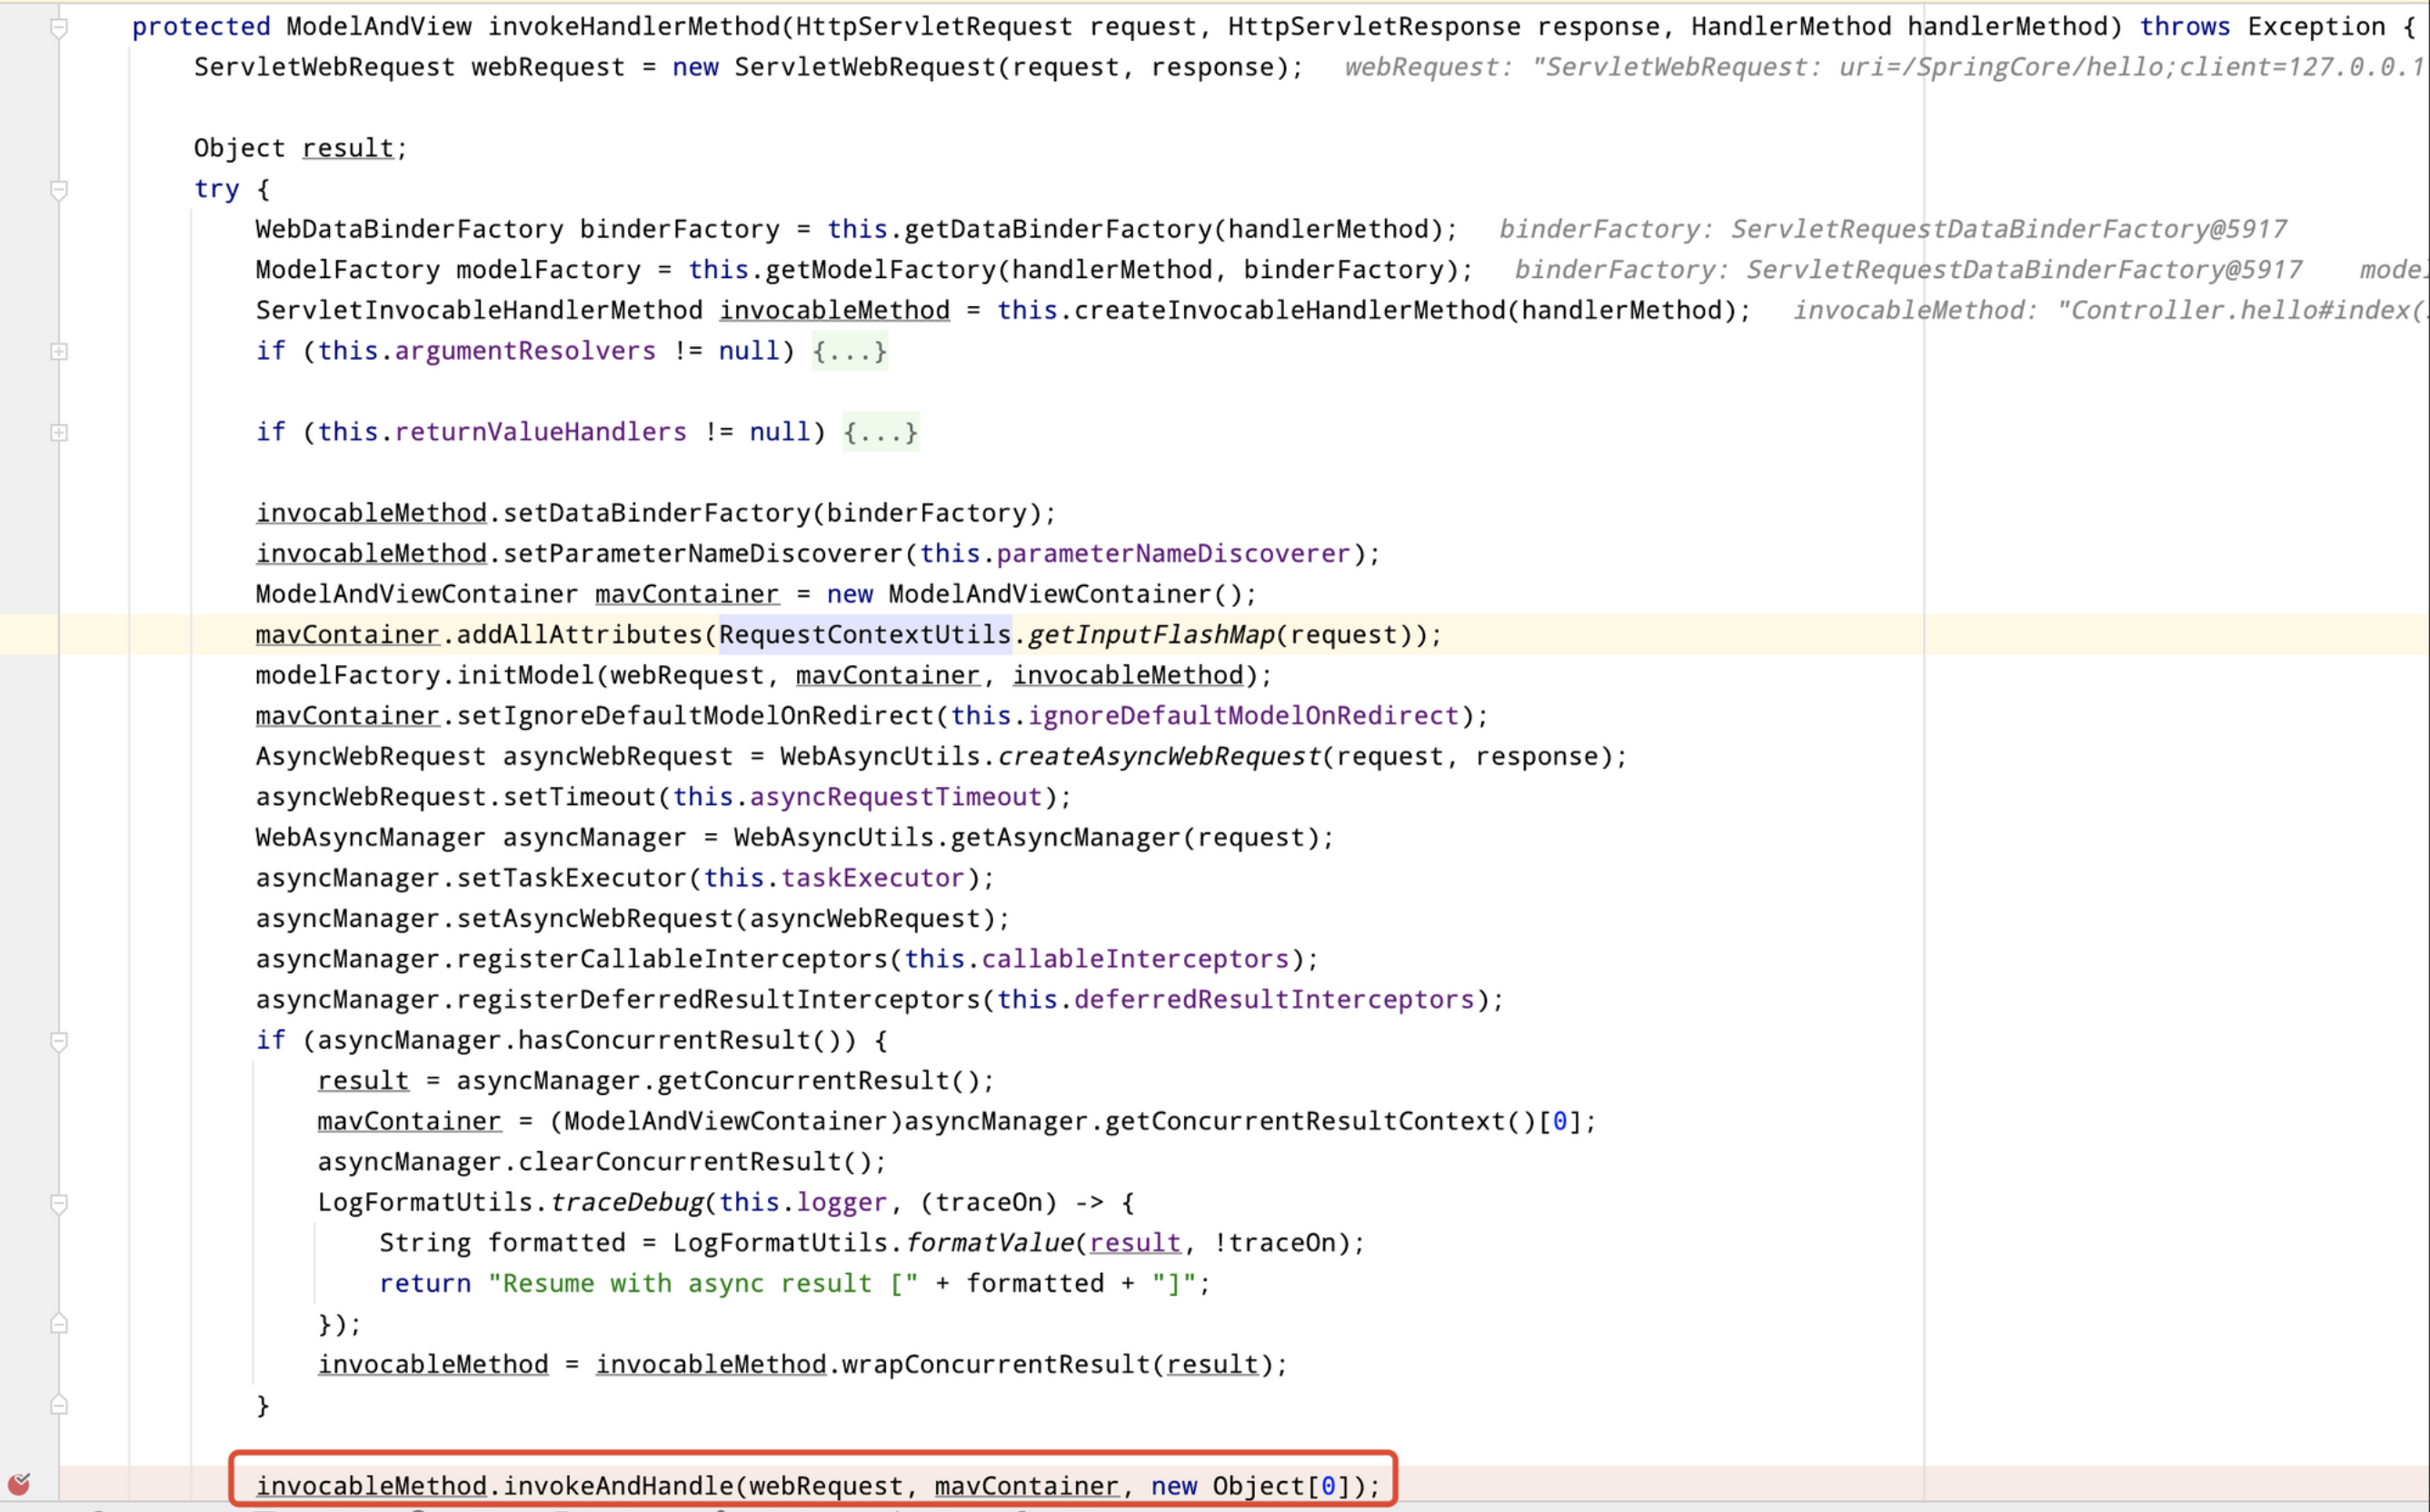 protected ModelAndView invokeHandlerMethod(HttpServletRequest request, HttpServletResponse response, HandlerMethod handlerMethod) throws Exception {
ServletWebRequest webRequest = new ServletWebRequest(request, response);   webRequest: "ServletWebRequest: uri=/SpringCore/hello;client=127.0.0.1
Object result;
try {
WebDataBinderFactory binderFactory = this.getDataBinderFactory(handlerMethod);   binderFactory: ServletRequestDataBinderFactory@5917
ModelFactory modelFactory = this.getModelFactory(handlerMethod, binderFactory);   binderFactory: ServletRequestDataBinderFactory@5917   model
ServletInvocableHandlerMethod invocableMethod = this.createInvocableHandlerMethod(handlerMethod);   invocableMethod: "Controller.hello#index(
if (this.argumentResolvers != null) {...}
if (this.returnValueHandlers != null) {...}
invocableMethod.setDataBinderFactory(binderFactory);
invocableMethod.setParameterNameDiscoverer(this.parameterNameDiscoverer);
ModelAndViewContainer mavContainer = new ModelAndViewContainer();
mavContainer.addAllAttributes(RequestContextUtils.getInputFlashMap(request));
modelFactory.initModel(webRequest, mavContainer, invocableMethod);
mavContainer.setIgnoreDefaultModelOnRedirect(this.ignoreDefaultModelOnRedirect);
AsyncWebRequest asyncWebRequest = WebAsyncUtils.createAsyncWebRequest(request, response);
asyncWebRequest.setTimeout(this.asyncRequestTimeout);
WebAsyncManager asyncManager = WebAsyncUtils.getAsyncManager(request);
asyncManager.setTaskExecutor(this.taskExecutor);
asyncManager.setAsyncWebRequest(asyncWebRequest);
asyncManager.registerCallableInterceptors(this.callableInterceptors);
asyncManager.registerDeferredResultInterceptors(this.deferredResultInterceptors);
if (asyncManager.hasConcurrentResult()) {
result = asyncManager.getConcurrentResult();
mavContainer = (ModelAndViewContainer)asyncManager.getConcurrentResultContext()[0];
asyncManager.clearConcurrentResult();
LogFormatUtils.traceDebug(this.logger, (traceOn) -> {
String formatted = LogFormatUtils.formatValue(result, !traceOn);
return "Resume with async result [" + formatted + "]";
});
invocableMethod = invocableMethod.wrapConcurrentResult(result);
}
invocableMethod.invokeAndHandle(webRequest, mavContainer, new Object[0]);